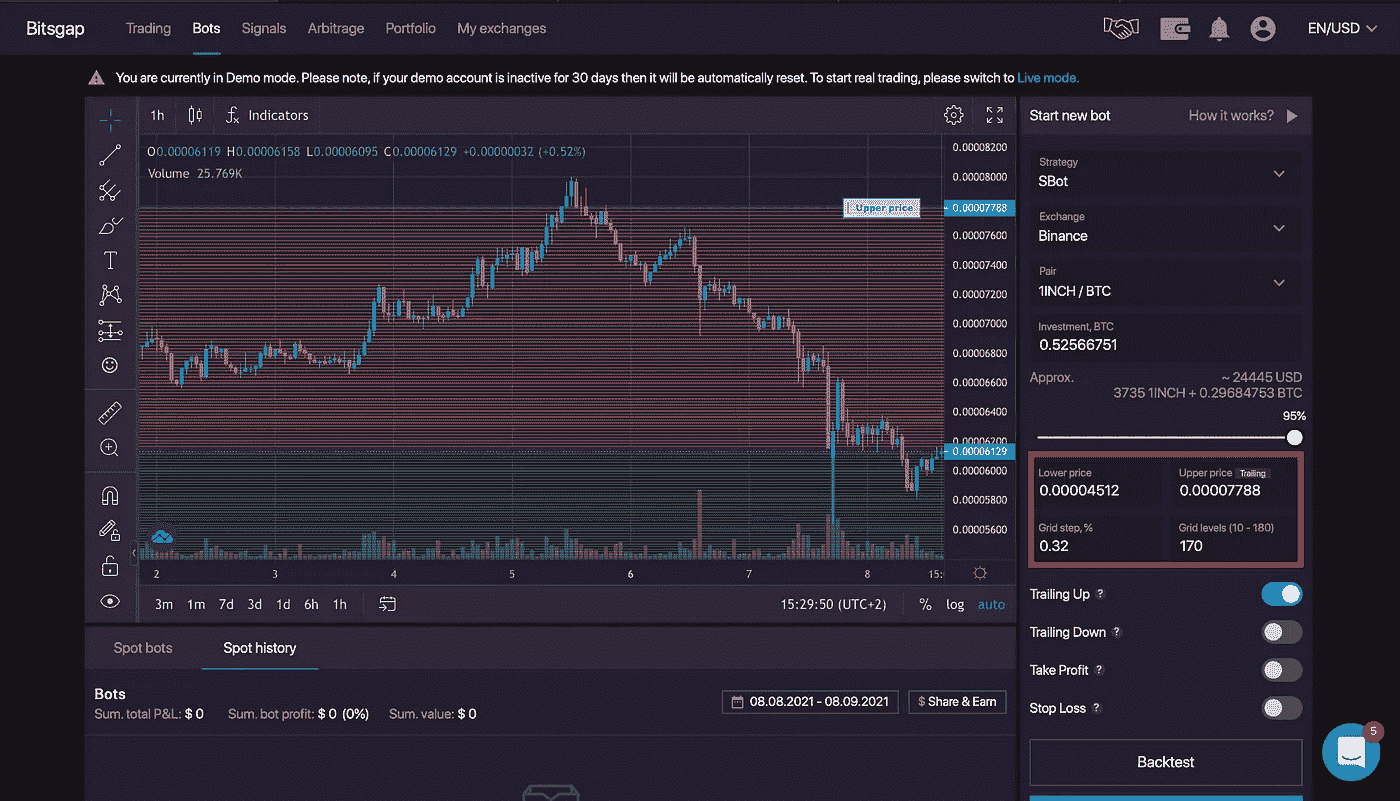 Bitsgap Trading Bots Signals Arbitrage Portfolio My exchanges EN/USD
You are currently in Demo mode. Please note, if your demo account is inactive for 30 days then it will be automatically reset. To start real trading, please switch to Live mode.
1h Indicators
O0.00006119 H0.00006158 L0.00006095 C0.00006129 +0.00000032 (+0.52%)
Volume 25.769K
Upper price
0.00008200
0.00008000
0.00007788
0.00007600
0.00007400
0.00007200
0.00007000
0.00006800
0.00006600
0.00006400
0.00006200
0.00006129
0.00006000
0.00005800
0.00005600
2 3 4 5 6 7 8 15:
3m 1m 7d 3d 1d 6h 1h 15:29:50 (UTC+2) % log auto
Spot bots Spot history
Bots
Sum. total P&L: $ 0 Sum. bot profit: $ 0 (0%) Sum. value: $ 0
08.08.2021 - 08.09.2021
$ Share & Earn
Start new bot How it works?
Strategy
SBot
Exchange
Binance
Pair
1INCH / BTC
Investment, BTC
0.52566751
Approx. ~ 24445 USD
3735 1INCH + 0.29684753 BTC
95%
Lower price Upper price Trailing
0.00004512 0.00007788
Grid step, % Grid levels (10 - 180)
0.32 170
Trailing Up ?
Trailing Down ?
Take Profit ?
Stop Loss ?
Backtest
5